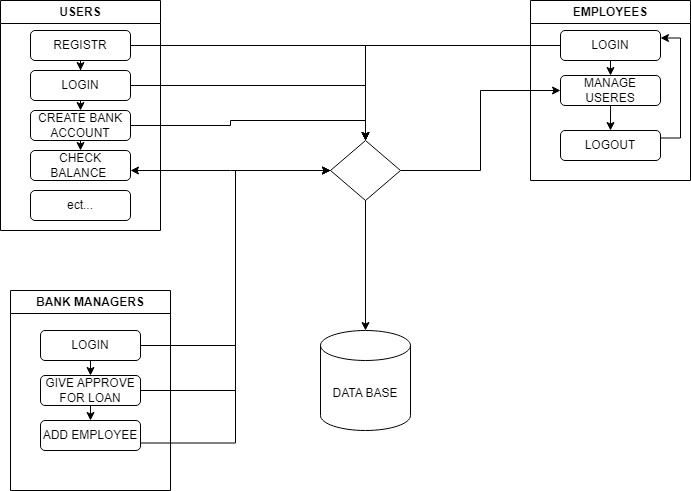 USERS
REGISTR
LOGIN
CREATE BANK
ACCOUNT
CHECK
BALANCE
ect...
EMPLOYEES
LOGIN
MANAGE
USERES
LOGOUT
BANK MANAGERS
LOGIN
GIVE APPROVE
FOR LOAN
ADD EMPLOYEE
DATA BASE